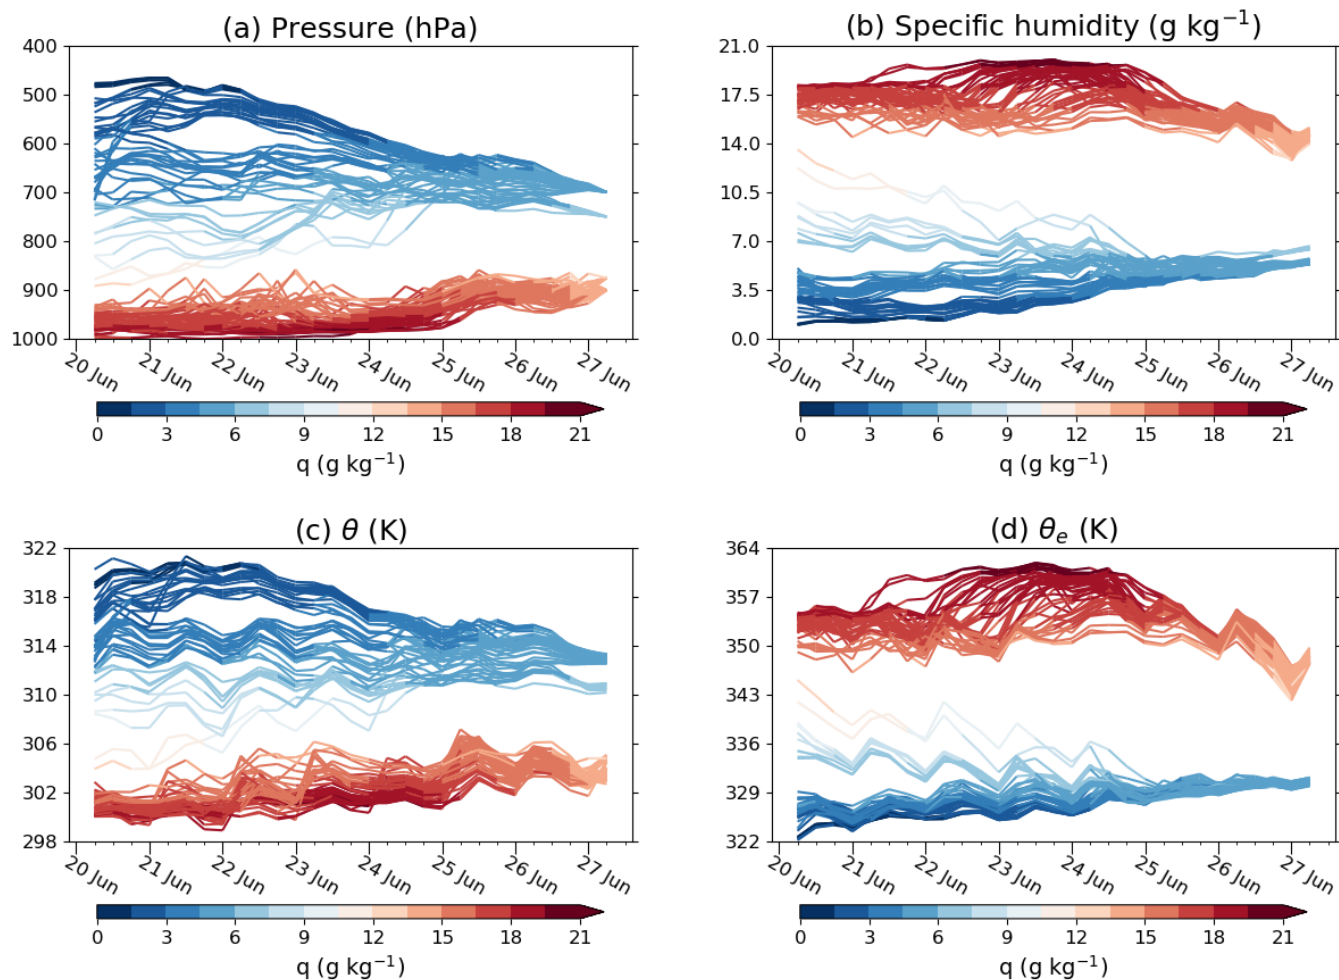 (a) Pressure (hPa)
400
500
600
700
800
900
1000
20 Jun
21 Jun
22 Jun
23 Jun
24 Jun
25 Jun
26 Jun
27 Jun
0 3 6 9 12 15 18 21
q (g kg⁻¹)
(b) Specific humidity (g kg⁻¹)
21.0
17.5
14.0
10.5
7.0
3.5
0.0
20 Jun
21 Jun
22 Jun
23 Jun
24 Jun
25 Jun
26 Jun
27 Jun
0 3 6 9 12 15 18 21
q (g kg⁻¹)
(c) θ (K)
322
318
314
310
306
302
298
20 Jun
21 Jun
22 Jun
23 Jun
24 Jun
25 Jun
26 Jun
27 Jun
0 3 6 9 12 15 18 21
q (g kg⁻¹)
(d) θₑ (K)
364
357
350
343
336
329
322
20 Jun
21 Jun
22 Jun
23 Jun
24 Jun
25 Jun
26 Jun
27 Jun
0 3 6 9 12 15 18 21
q (g kg⁻¹)